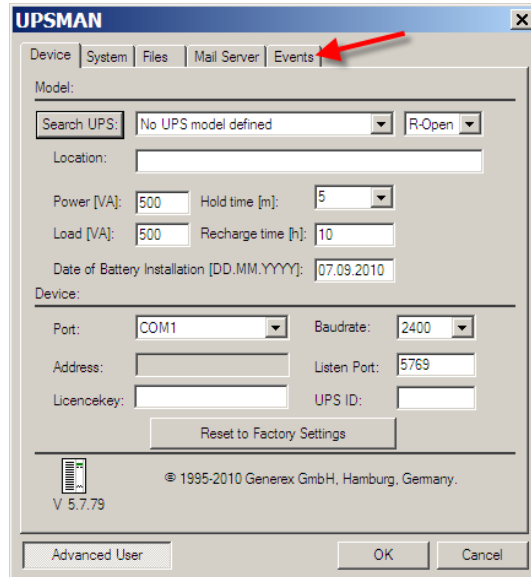 UPSMAN
Device System Files Mail Server Events
Model:
Search UPS: No UPS model defined R-Open
Location:
Power [VA]: 500 Hold time [m]: 5
Load [VA]: 500 Recharge time [h]: 10
Date of Battery Installation [DD.MM.YYYY]: 07.09.2010
Device:
Port: COM1 Baudrate: 2400
Address: Listen Port: 5769
Licencekey: UPS ID:
Reset to Factory Settings
© 1995-2010 Generex GmbH, Hamburg, Germany.
V 5.7.79
Advanced User OK Cancel